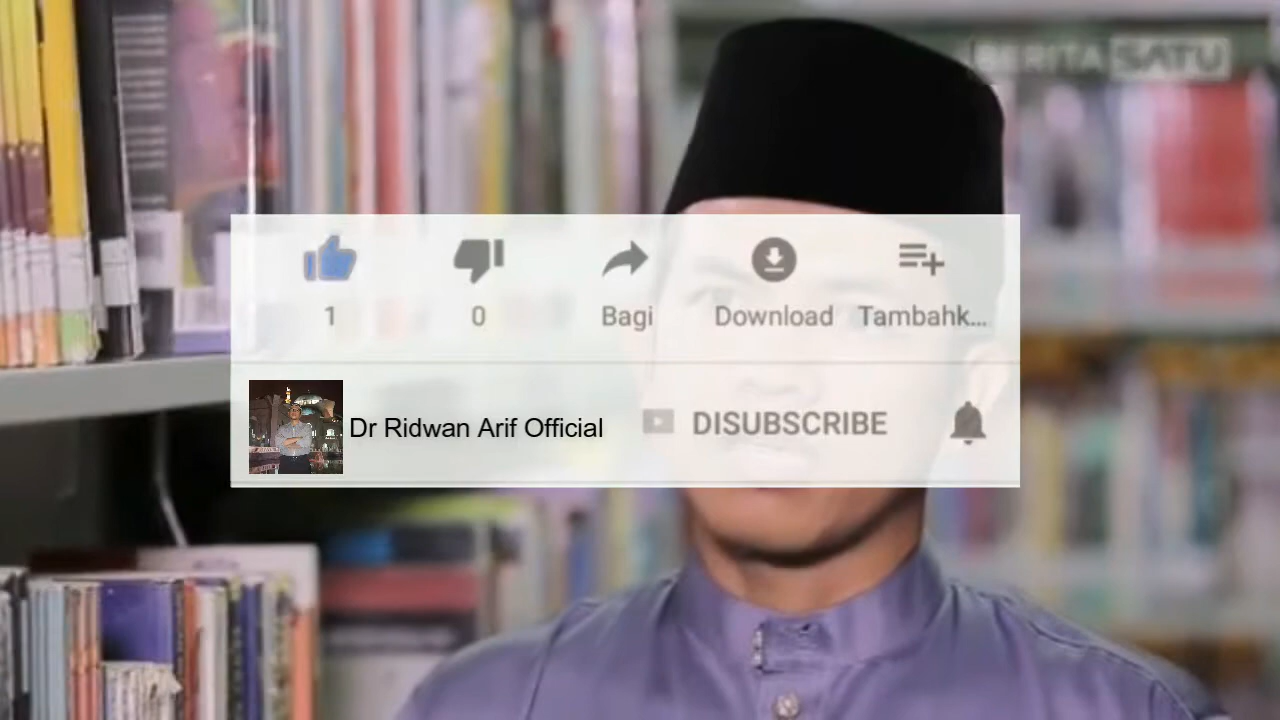 BERITA SATU
1 0 Bagi Download Tambahk...
Dr Ridwan Arif Official DISUBSCRIBE